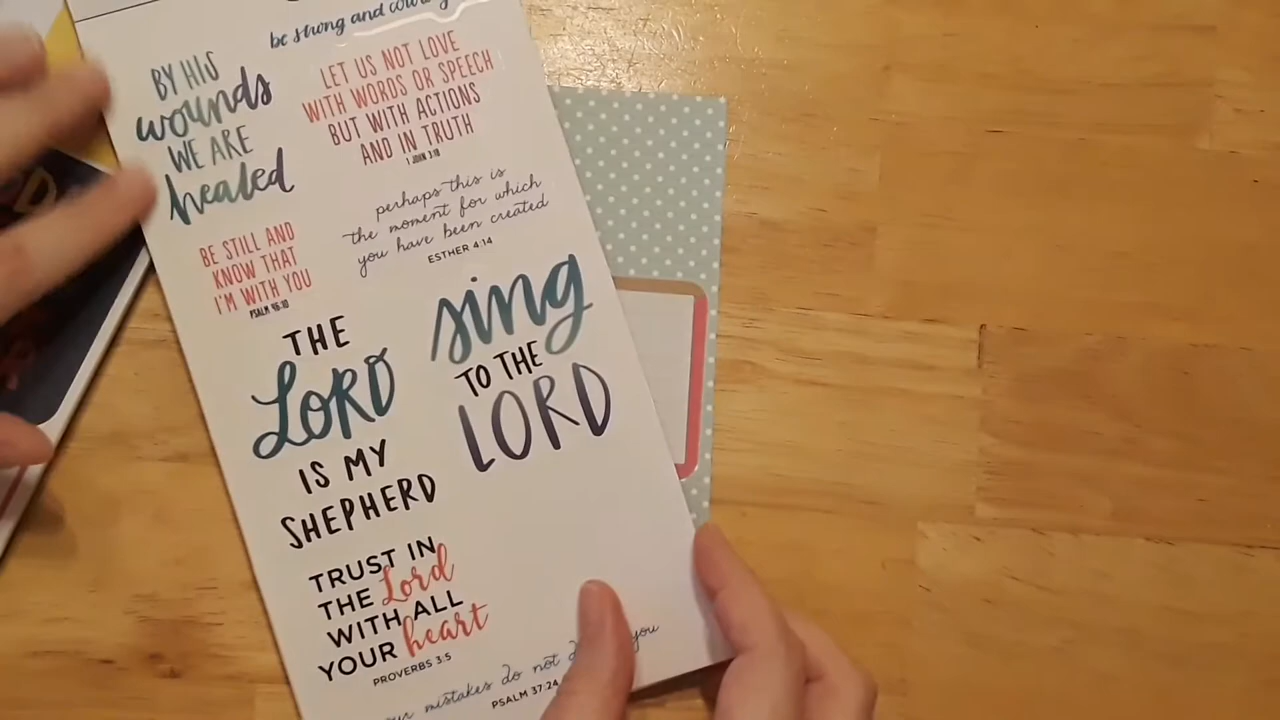 be strong and
BY HIS
wounds
WE ARE
healed
LET US NOT LOVE
WITH WORDS OR SPEECH
BUT WITH ACTIONS
AND IN TRUTH
1 JOHN 3:18
perhaps this is
the moment for which
you have been created
ESTHER 4:14
BE STILL AND
KNOW THAT
I'M WITH YOU
PSALM 46:10
THE
LORD
IS MY
SHEPHERD
sing
TO THE
LORD
TRUST IN
THE Lord
WITH ALL
YOUR heart
PROVERBS 3:5
mistakes do not you
PSALM 37:24